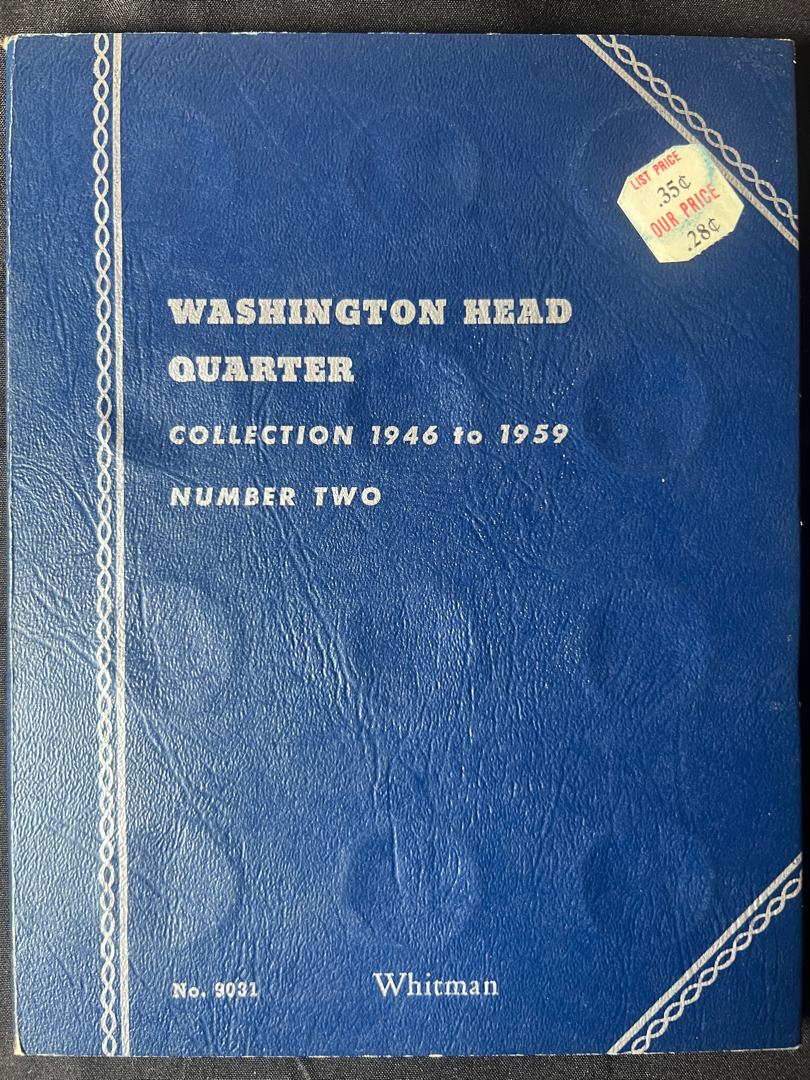 LIST PRICE
.35¢
OUR PRICE
.28¢
WASHINGTON HEAD
QUARTER
COLLECTION 1946 to 1959
NUMBER TWO
No. 9031 Whitman